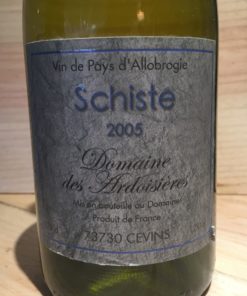 Vin de Pays d'Allobrogie
Schiste
2005
Domaine
des Ardoisières
Mis en bouteille au Domaine
Produit de France
73730 CEVINS